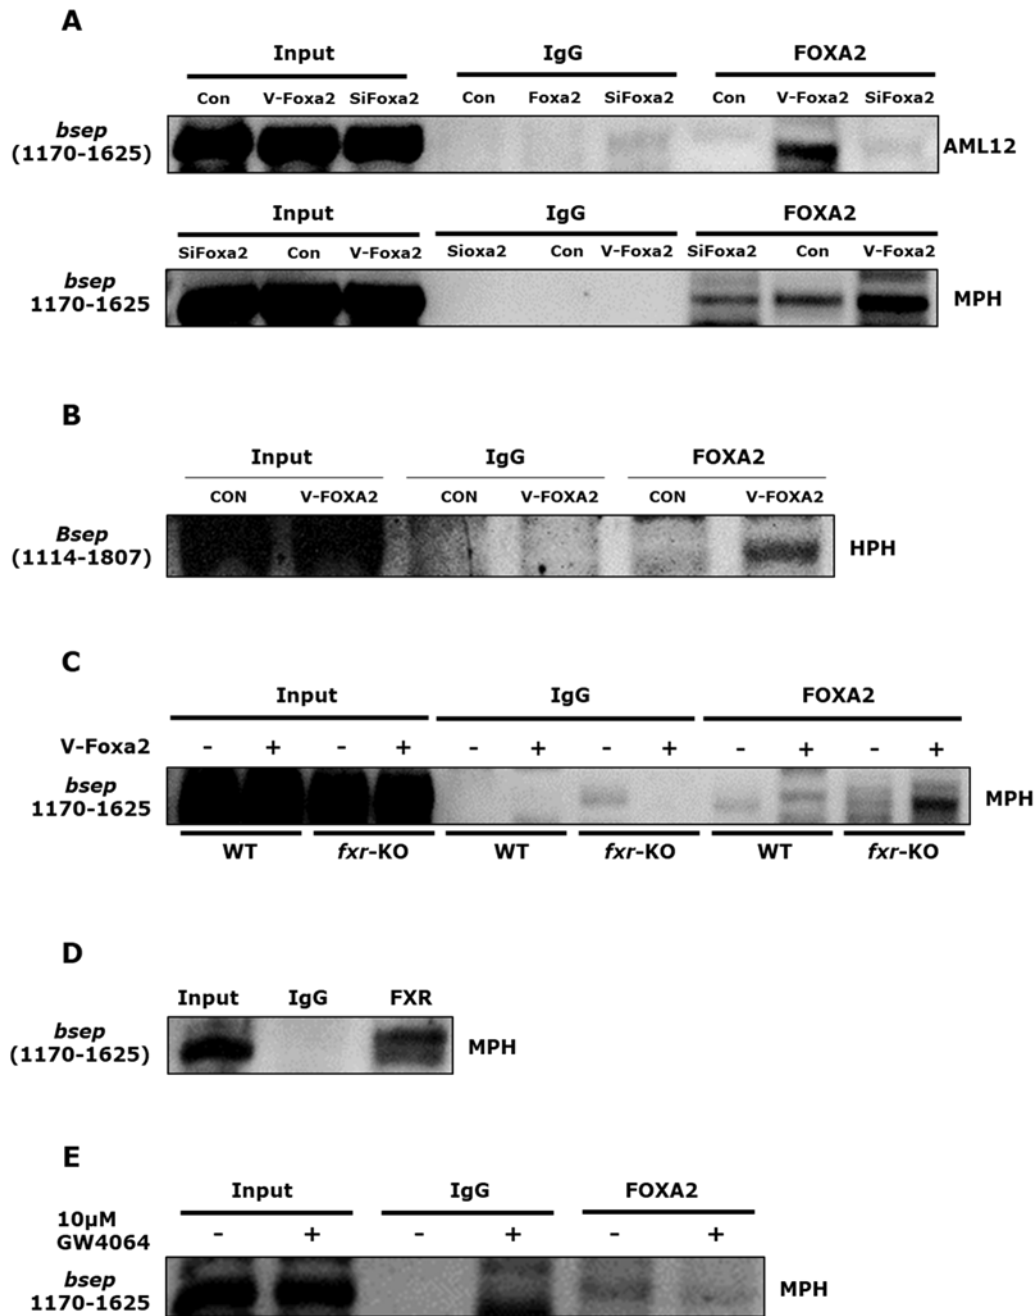 A
Input IgG FOXA2
Con V-Foxa2 SiFoxa2 Con Foxa2 SiFoxa2 Con V-Foxa2 SiFoxa2
bsep
(1170-1625)
AML12
Input IgG FOXA2
SiFoxa2 Con V-Foxa2 Sioxa2 Con V-Foxa2 SiFoxa2 Con V-Foxa2
bsep
1170-1625
MPH
B
Input IgG FOXA2
CON V-FOXA2 CON V-FOXA2 CON V-FOXA2
Bsep
(1114-1807)
HPH
C
Input IgG FOXA2
V-Foxa2 - + - + - + - + - + - +
bsep
1170-1625
MPH
WT fxr-KO WT fxr-KO WT fxr-KO
D
Input IgG FXR
bsep
(1170-1625)
MPH
E
Input IgG FOXA2
10µM
GW4064
- + - + - +
bsep
1170-1625
MPH